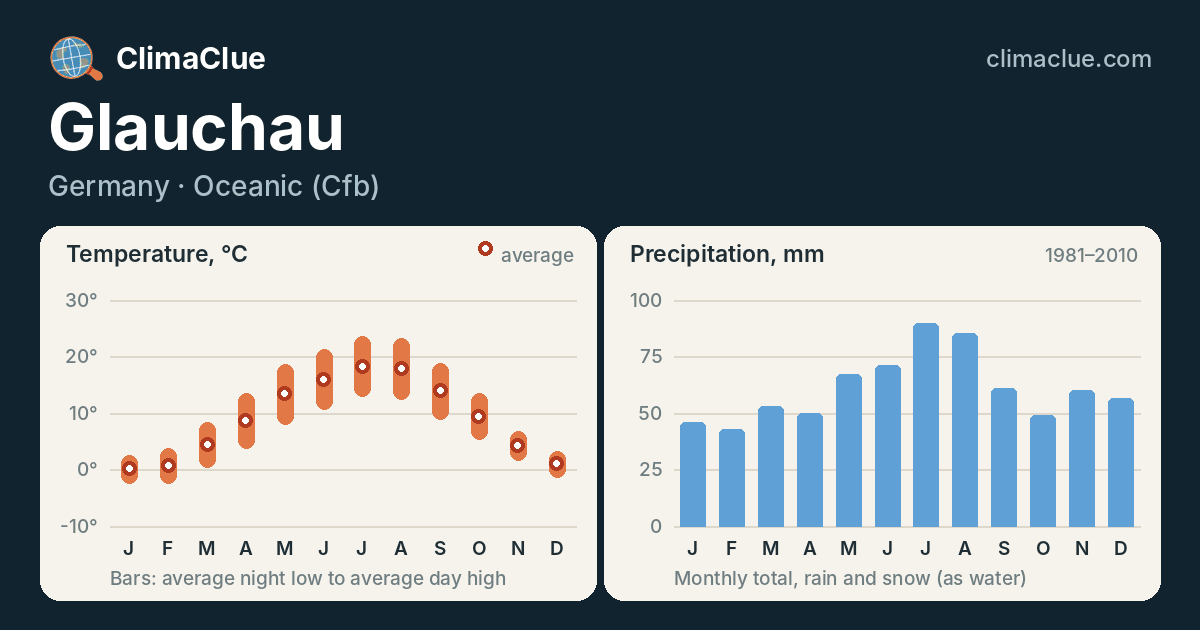 ClimaClue
climaclue.com
Glauchau
Germany · Oceanic (Cfb)
Temperature, °C
average
30°
20°
10°
0°
-10°
J F M A M J J A S O N D
Bars: average night low to average day high
Precipitation, mm
1981–2010
100
75
50
25
0
J F M A M J J A S O N D
Monthly total, rain and snow (as water)